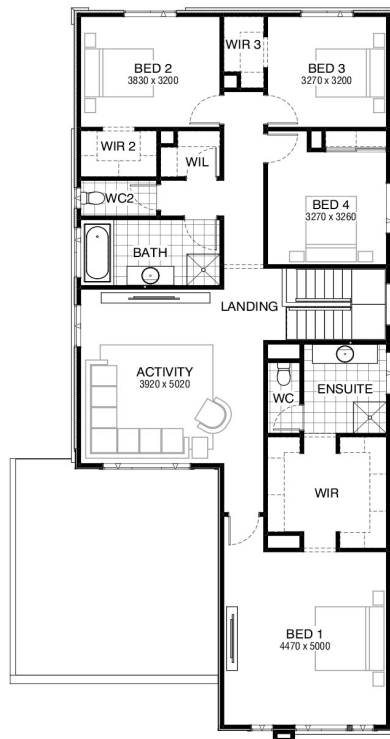 WIR 3
BED 2
3830 x 3200
BED 3
3270 x 3200
WIR 2
WIL
WC2
BED 4
3270 x 3260
BATH
LANDING
ACTIVITY
3920 x 5020
WC
ENSUITE
WIR
BED 1
4470 x 5000